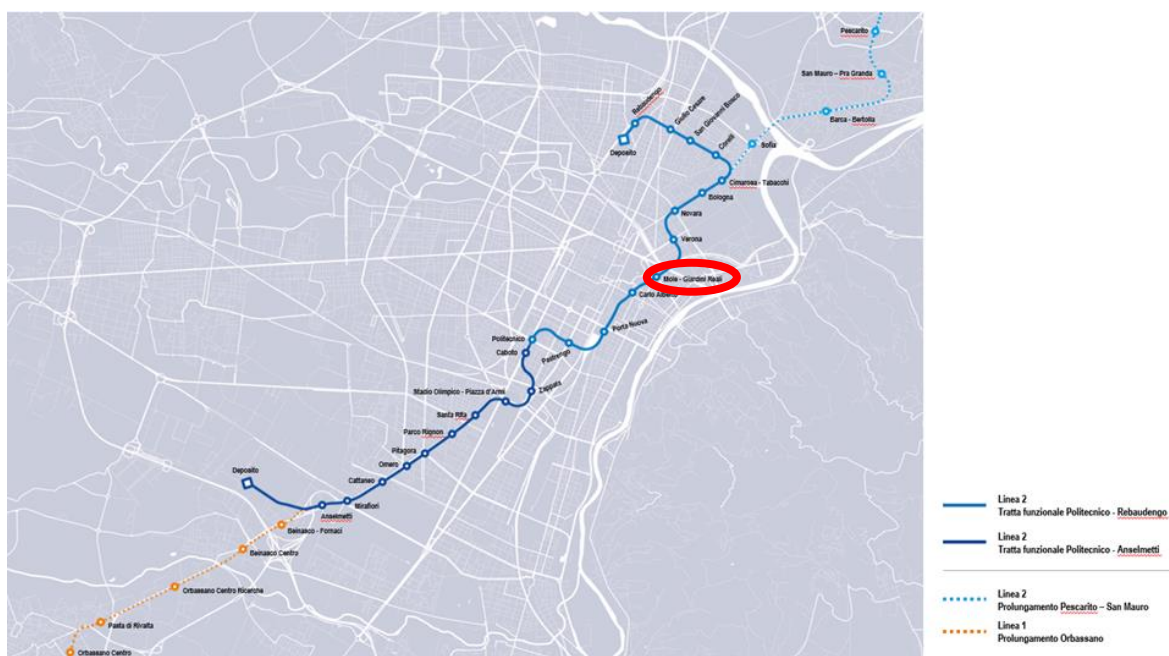 Pescarito
San Mauro – Pra Granda
Barca - Bertolla
Sofia
Rebaudengo
Giulio Cesare
San Giovanni Bosco
Corelli
Deposito
Cimarosa - Tabacchi
Bologna
Novara
Verona
Mole - Giardini Reali
Carlo Alberto
Porta Nuova
Pastrengo
Politecnico
Caboto
Zappata
Stadio Olimpico - Piazza d'Armi
Santa Rita
Parco Rignon
Pitagora
Omero
Cattaneo
Mirafiori
Anselmetti
Deposito
Beinasco - Fornaci
Beinasco Centro
Orbassano Centro Ricerche
Pasta di Rivalta
Orbassano Centro
Linea 2
Tratta funzionale Politecnico - Rebaudengo
Linea 2
Tratta funzionale Politecnico - Anselmetti
Linea 2
Prolungamento Pescarito – San Mauro
Linea 1
Prolungamento Orbassano